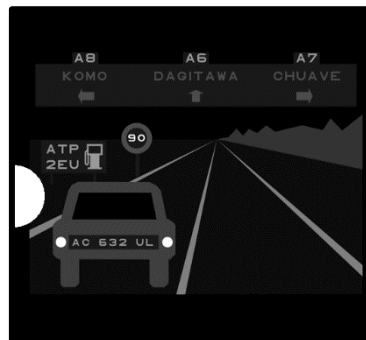 A8 A6 A7
KOMO DAGITAWA CHUAVE
90
ATP
2EU
AC 632 UL